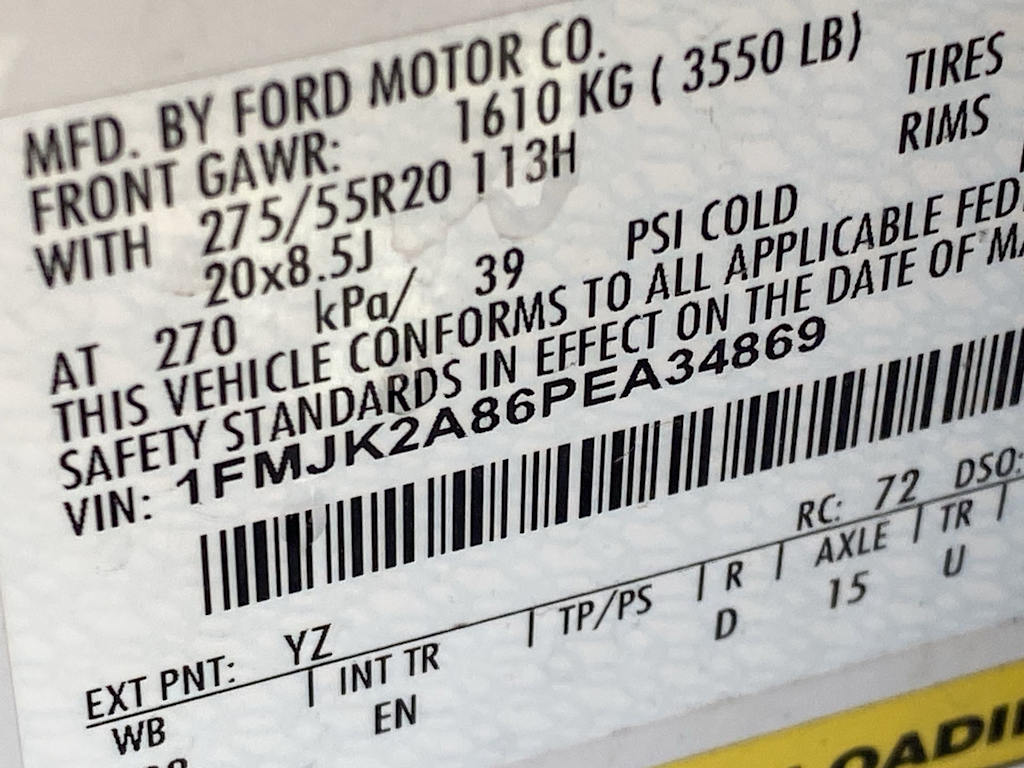 MFD. BY FORD MOTOR CO.
FRONT GAWR: 1610 KG ( 3550 LB)
WITH 275/55R20 113H TIRES
20x8.5J RIMS
AT 270 kPa/ 39 PSI COLD
THIS VEHICLE CONFORMS TO ALL APPLICABLE FED
SAFETY STANDARDS IN EFFECT ON THE DATE OF MA
VIN: 1FMJK2A86PEA34869
EXT PNT: YZ RC: 72 DSO:
WB | INT TR | TP/PS | R | AXLE | TR |
EN D 15 U
OADIN